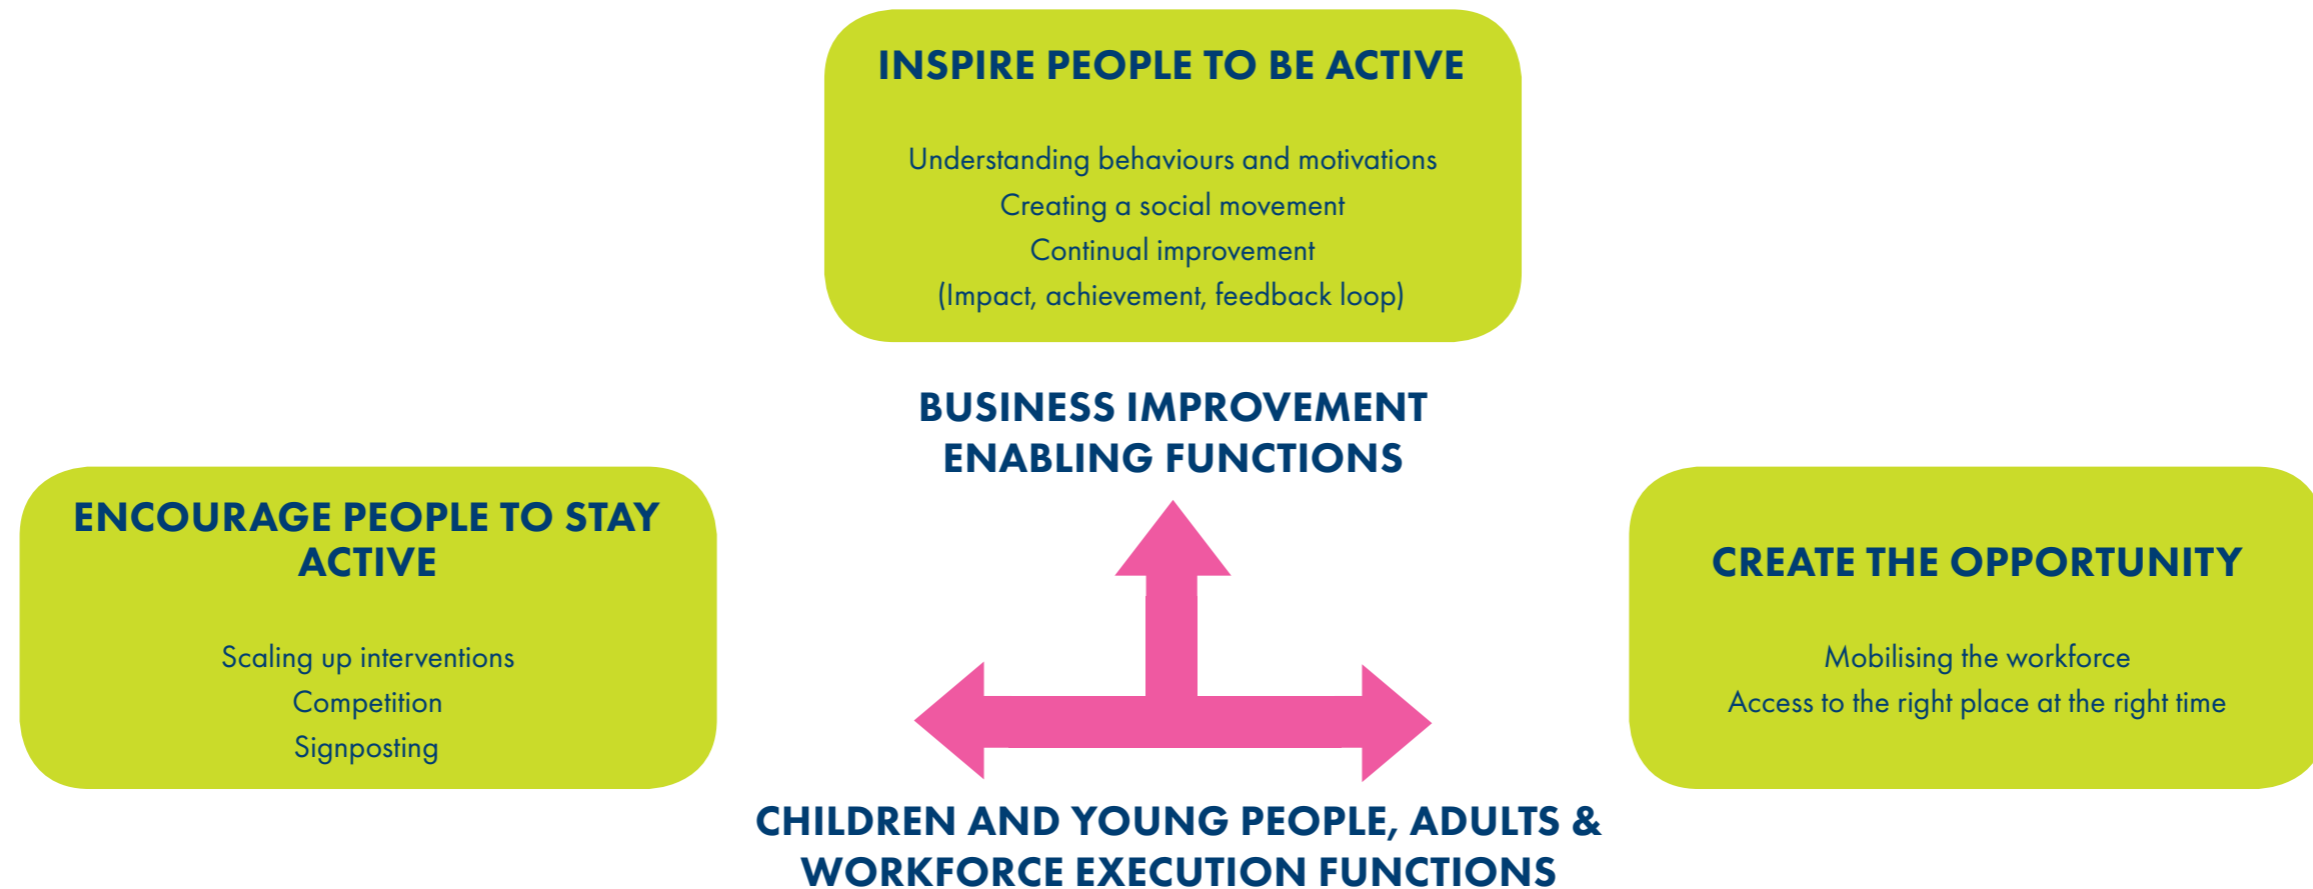 INSPIRE PEOPLE TO BE ACTIVE
Understanding behaviours and motivations
Creating a social movement
Continual improvement
(Impact, achievement, feedback loop)
BUSINESS IMPROVEMENT
ENABLING FUNCTIONS
ENCOURAGE PEOPLE TO STAY
ACTIVE
Scaling up interventions
Competition
Signposting
CREATE THE OPPORTUNITY
Mobilising the workforce
Access to the right place at the right time
CHILDREN AND YOUNG PEOPLE, ADULTS &
WORKFORCE EXECUTION FUNCTIONS